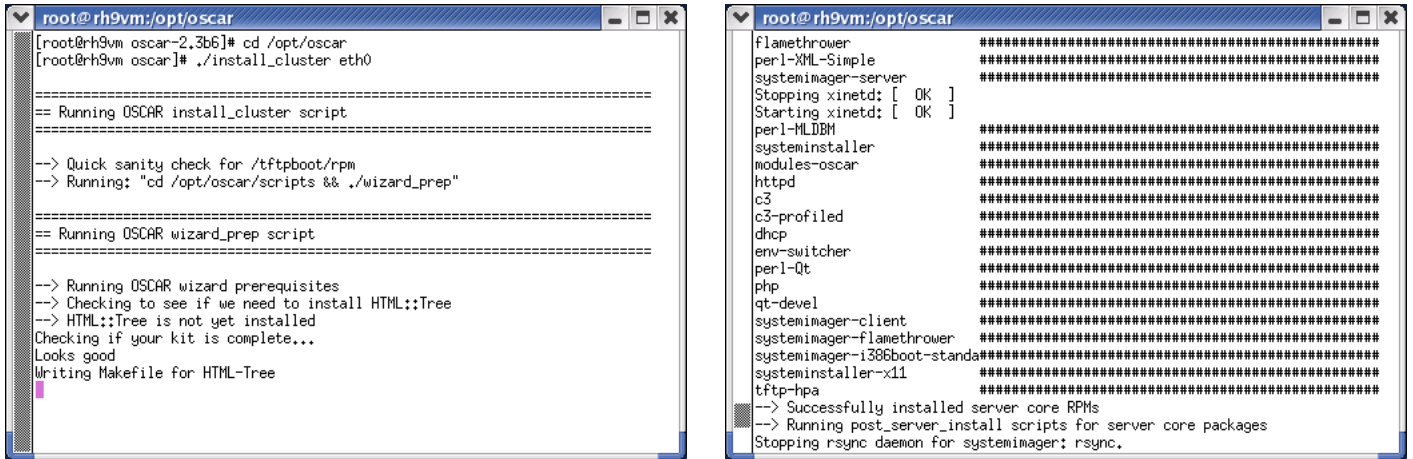 root@rh9vm:/opt/oscar
[root@rh9vm oscar-2.3b6]# cd /opt/oscar
[root@rh9vm oscar]# ./install_cluster eth0
=============================================================================
== Running OSCAR install_cluster script
=============================================================================
--> Quick sanity check for /tftpboot/rpm
--> Running: "cd /opt/oscar/scripts && ./wizard_prep"
=============================================================================
== Running OSCAR wizard_prep script
=============================================================================
--> Running OSCAR wizard prerequisites
--> Checking to see if we need to install HTML::Tree
--> HTML::Tree is not yet installed
Checking if your kit is complete...
Looks good
Writing Makefile for HTML-Tree
root@rh9vm:/opt/oscar
flamethrower ##################################################
perl-XML-Simple ##################################################
systemimager-server ##################################################
Stopping xinetd: [  OK  ]
Starting xinetd: [  OK  ]
perl-MLDBM ##################################################
systeminstaller ##################################################
modules-oscar ##################################################
httpd ##################################################
c3 ##################################################
c3-profiled ##################################################
dhcp ##################################################
env-switcher ##################################################
perl-Qt ##################################################
php ##################################################
qt-devel ##################################################
systemimager-client ##################################################
systemimager-flamethrower ##################################################
systemimager-i386boot-standa##################################################
systeminstaller-x11 ##################################################
tftp-hpa ##################################################
--> Successfully installed server core RPMs
--> Running post_server_install scripts for server core packages
Stopping rsync daemon for systemimager: rsync.